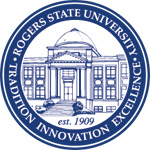 • ROGERS STATE UNIVERSITY •
TRADITION INNOVATION EXCELLENCE
est. 1909